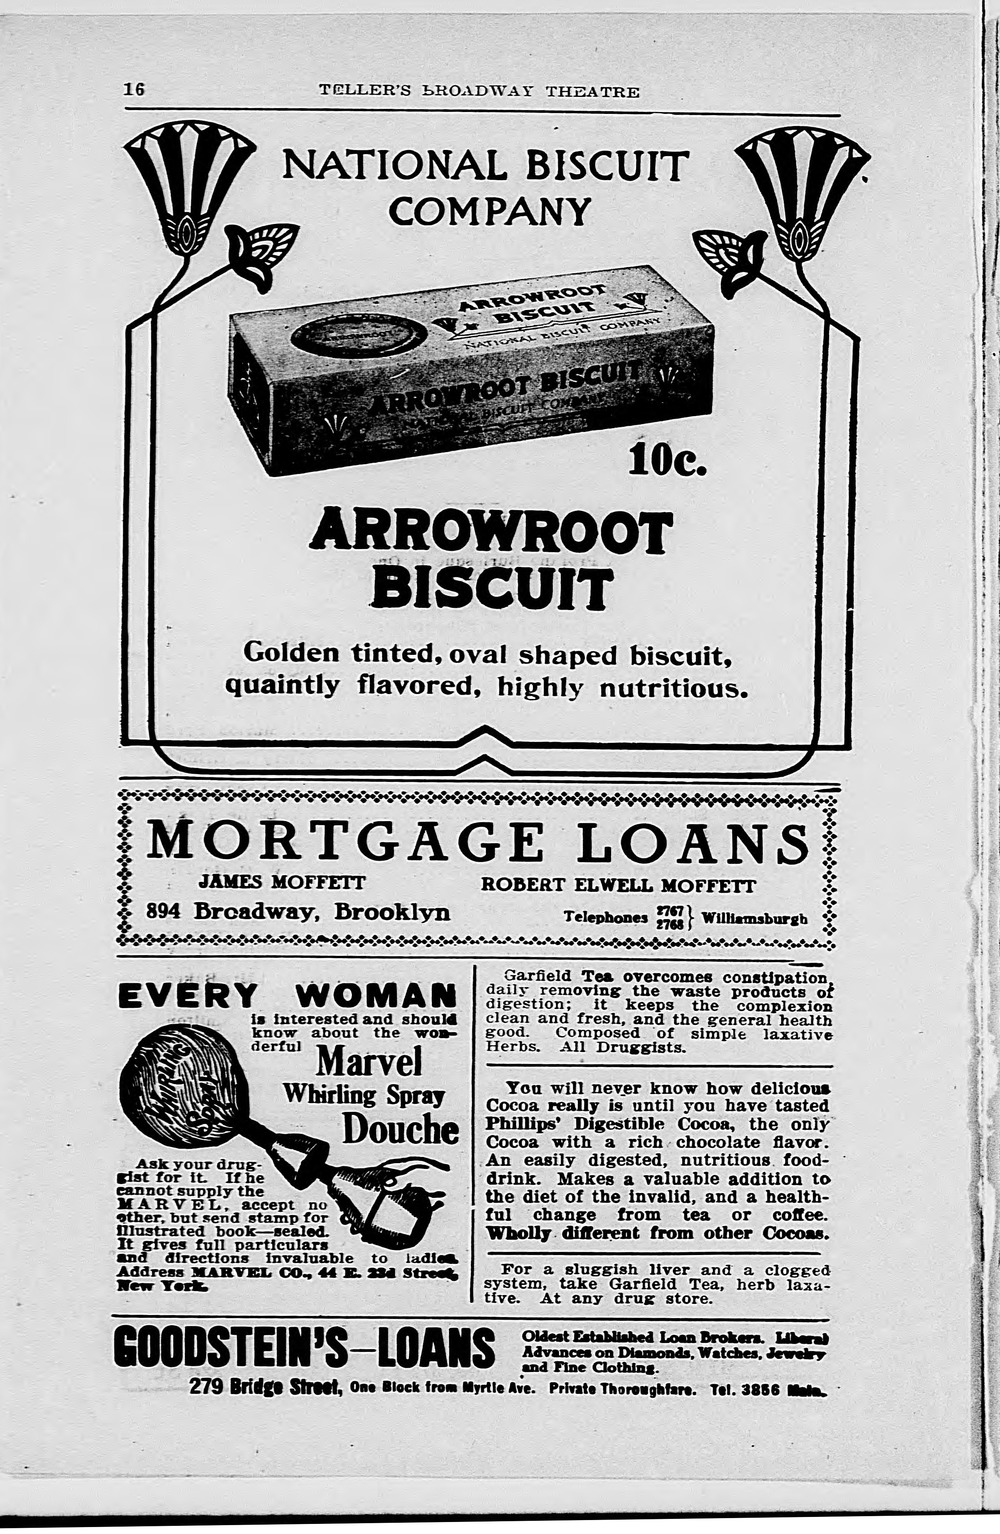 16
TELLER'S BROADWAY THEATRE
NATIONAL BISCUIT
COMPANY
ARROWROOT
BISCUIT
NATIONAL BISCUIT COMPANY
ARROWROOT BISCUIT
NATIONAL BISCUIT COMPANY
10c.
ARROWROOT
BISCUIT
Golden tinted, oval shaped biscuit,
quaintly flavored, highly nutritious.
MORTGAGE LOANS
JAMES MOFFETT
ROBERT ELWELL MOFFETT
894 Broadway, Brooklyn
Telephones 2767 } Williamsburgh
2768
EVERY WOMAN
is interested and should
know about the won-
derful
Marvel
Whirling Spray
Douche
WHIRLING
SPRAY
Ask your drug-
gist for it. If he
cannot supply the
MARVEL, accept no
other, but send stamp for
illustrated book—sealed.
It gives full particulars
and directions invaluable to ladies.
Address MARVEL CO., 44 E. 23d Street,
New York.
Garfield Tea overcomes constipation,
daily removing the waste products of
digestion; it keeps the complexion
clean and fresh, and the general health
good. Composed of simple laxative
Herbs. All Druggists.
You will never know how delicious
Cocoa really is until you have tasted
Phillips' Digestible Cocoa, the only
Cocoa with a rich chocolate flavor.
An easily digested, nutritious food-
drink. Makes a valuable addition to
the diet of the invalid, and a health-
ful change from tea or coffee.
Wholly different from other Cocoas.
For a sluggish liver and a clogged
system, take Garfield Tea, herb laxa-
tive. At any drug store.
GOODSTEIN'S—LOANS
Oldest Established Loan Brokers. Liberal
Advances on Diamonds, Watches, Jewelry
and Fine Clothing.
279 Bridge Street, One Block from Myrtle Ave. Private Thoroughfare. Tel. 3856 Main.